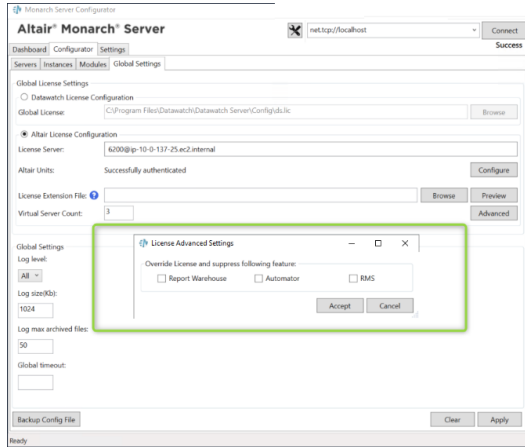 Monarch Server Configurator
Altair® Monarch® Server
net.tcp://localhost
Connect
Success
Dashboard Configurator Settings
Servers Instances Modules Global Settings
Global License Settings
Datawatch License Configuration
Global License: C:\Program Files\Datawatch\Datawatch Server\Config\ds.lic Browse
Altair License Configuration
License Server: 6200@ip-10-0-137-25.ec2.internal
Altair Units: Successfully authenticated Configure
License Extension File: ? Browse Preview
Virtual Server Count: 3 Advanced
License Advanced Settings
Override License and suppress following feature:
Report Warehouse Automator RMS
Accept Cancel
Global Settings
Log level:
All
Log size(Kb):
1024
Log max archived files:
50
Global timeout:
Backup Config File Clear Apply
Ready